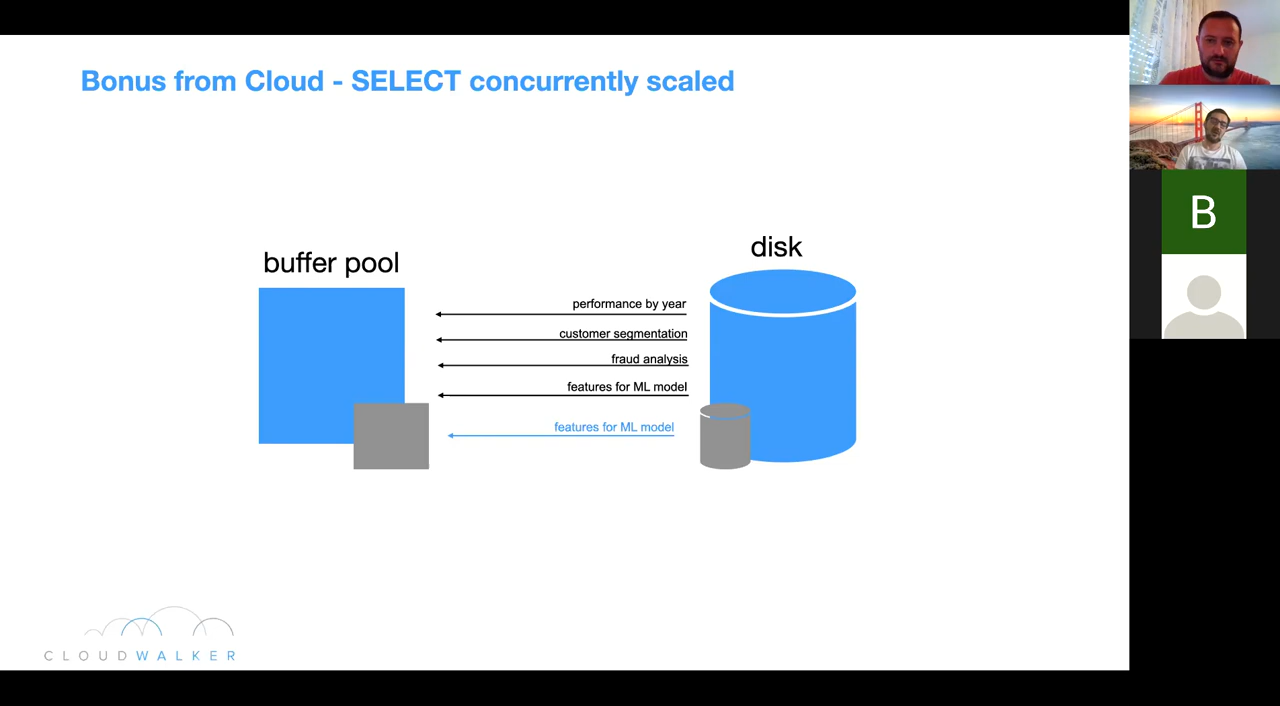 Bonus from Cloud - SELECT concurrently scaled
buffer pool
disk
performance by year
customer segmentation
fraud analysis
features for ML model
features for ML model
CLOUDWALKER
B